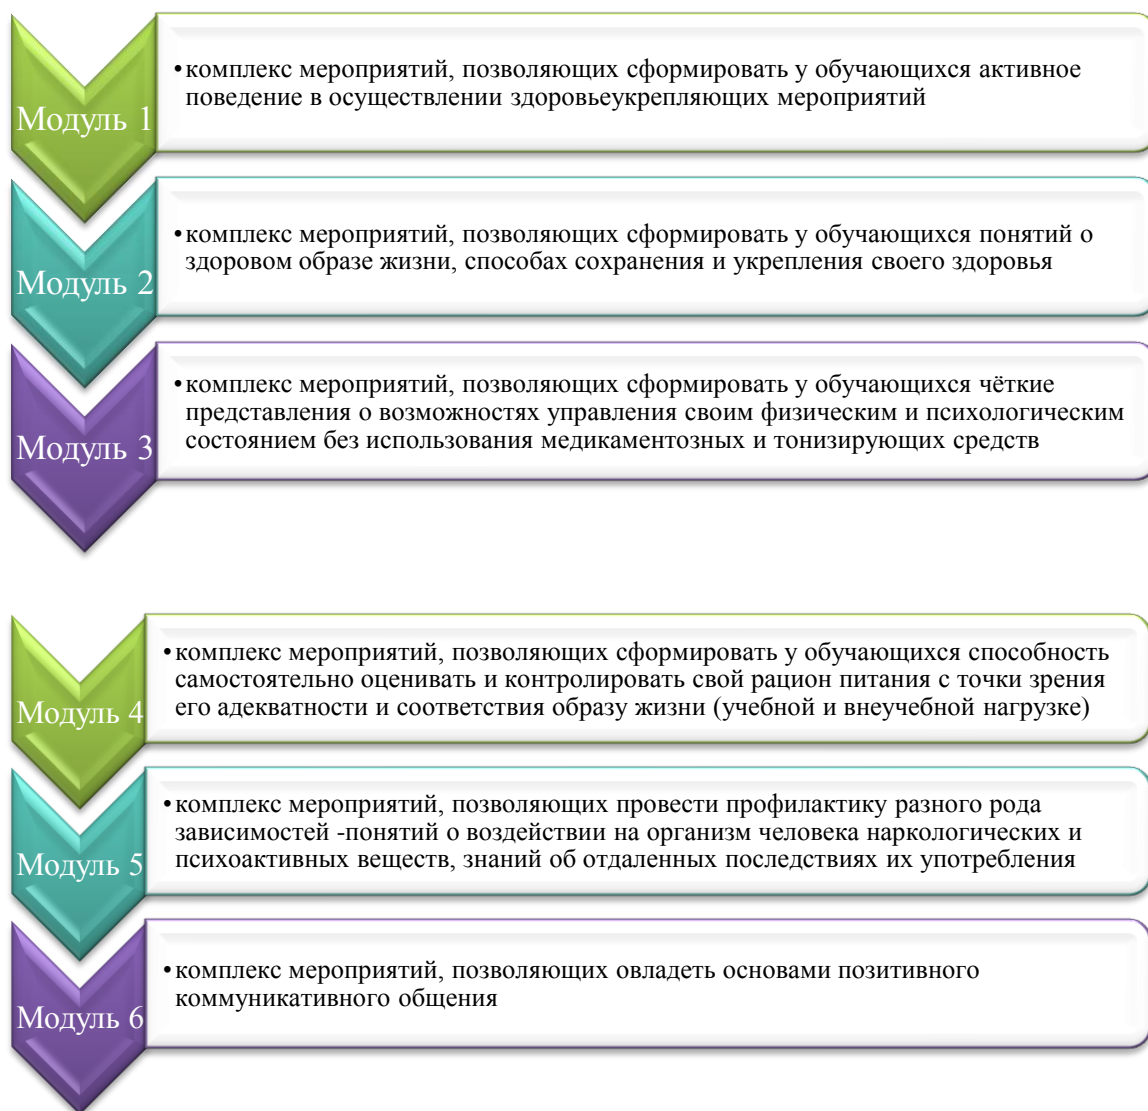 Модуль 1
•комплекс мероприятий, позволяющих сформировать у обучающихся активное
поведение в осуществлении здоровьеукрепляющих мероприятий
Модуль 2
•комплекс мероприятий, позволяющих сформировать у обучающихся понятий о
здоровом образе жизни, способах сохранения и укрепления своего здоровья
Модуль 3
•комплекс мероприятий, позволяющих сформировать у обучающихся чёткие
представления о возможностях управления своим физическим и психологическим
состоянием без использования медикаментозных и тонизирующих средств
Модуль 4
•комплекс мероприятий, позволяющих сформировать у обучающихся способность
самостоятельно оценивать и контролировать свой рацион питания с точки зрения
его адекватности и соответствия образу жизни (учебной и внеучебной нагрузке)
Модуль 5
•комплекс мероприятий, позволяющих провести профилактику разного рода
зависимостей -понятий о воздействии на организм человека наркологических и
психоактивных веществ, знаний об отдаленных последствиях их употребления
Модуль 6
•комплекс мероприятий, позволяющих овладеть основами позитивного
коммуникативного общения